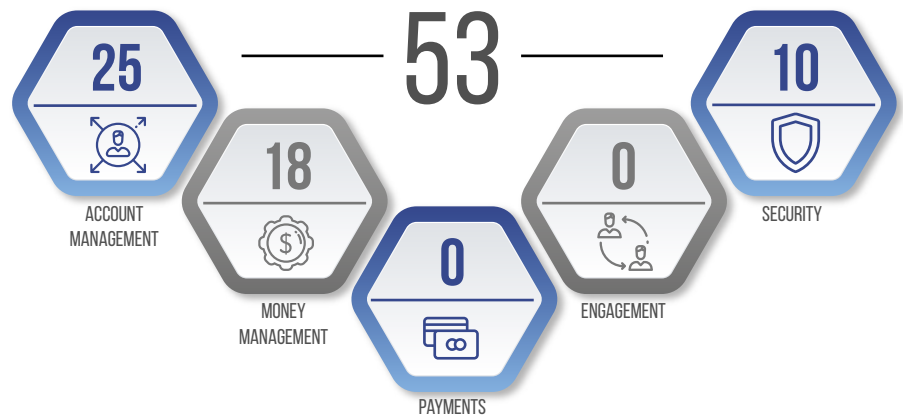 53
25
ACCOUNT
MANAGEMENT
18
$
MONEY
MANAGEMENT
0
PAYMENTS
0
ENGAGEMENT
10
SECURITY